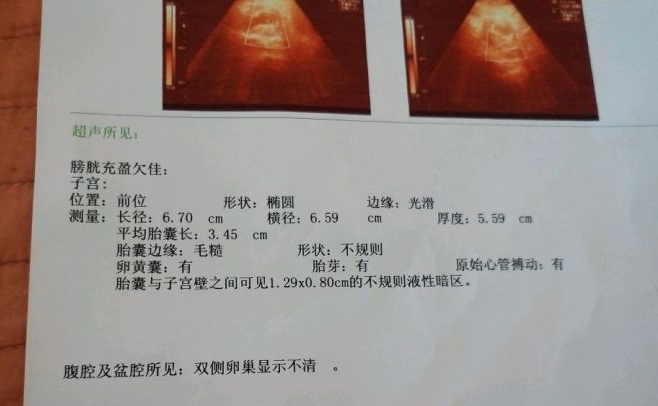 超声所见：
膀胱充盈欠佳：
子宫：
位置：前位 形状：椭圆 边缘：光滑
测量：长径：6.70 cm 横径：6.59 cm 厚度：5.59 cm
平均胎囊长：3.45 cm
胎囊边缘：毛糙 形状：不规则
卵黄囊：有 胎芽：有 原始心管搏动：有
胎囊与子宫壁之间可见1.29x0.80cm的不规则液性暗区。
腹腔及盆腔所见：双侧卵巢显示不清 。